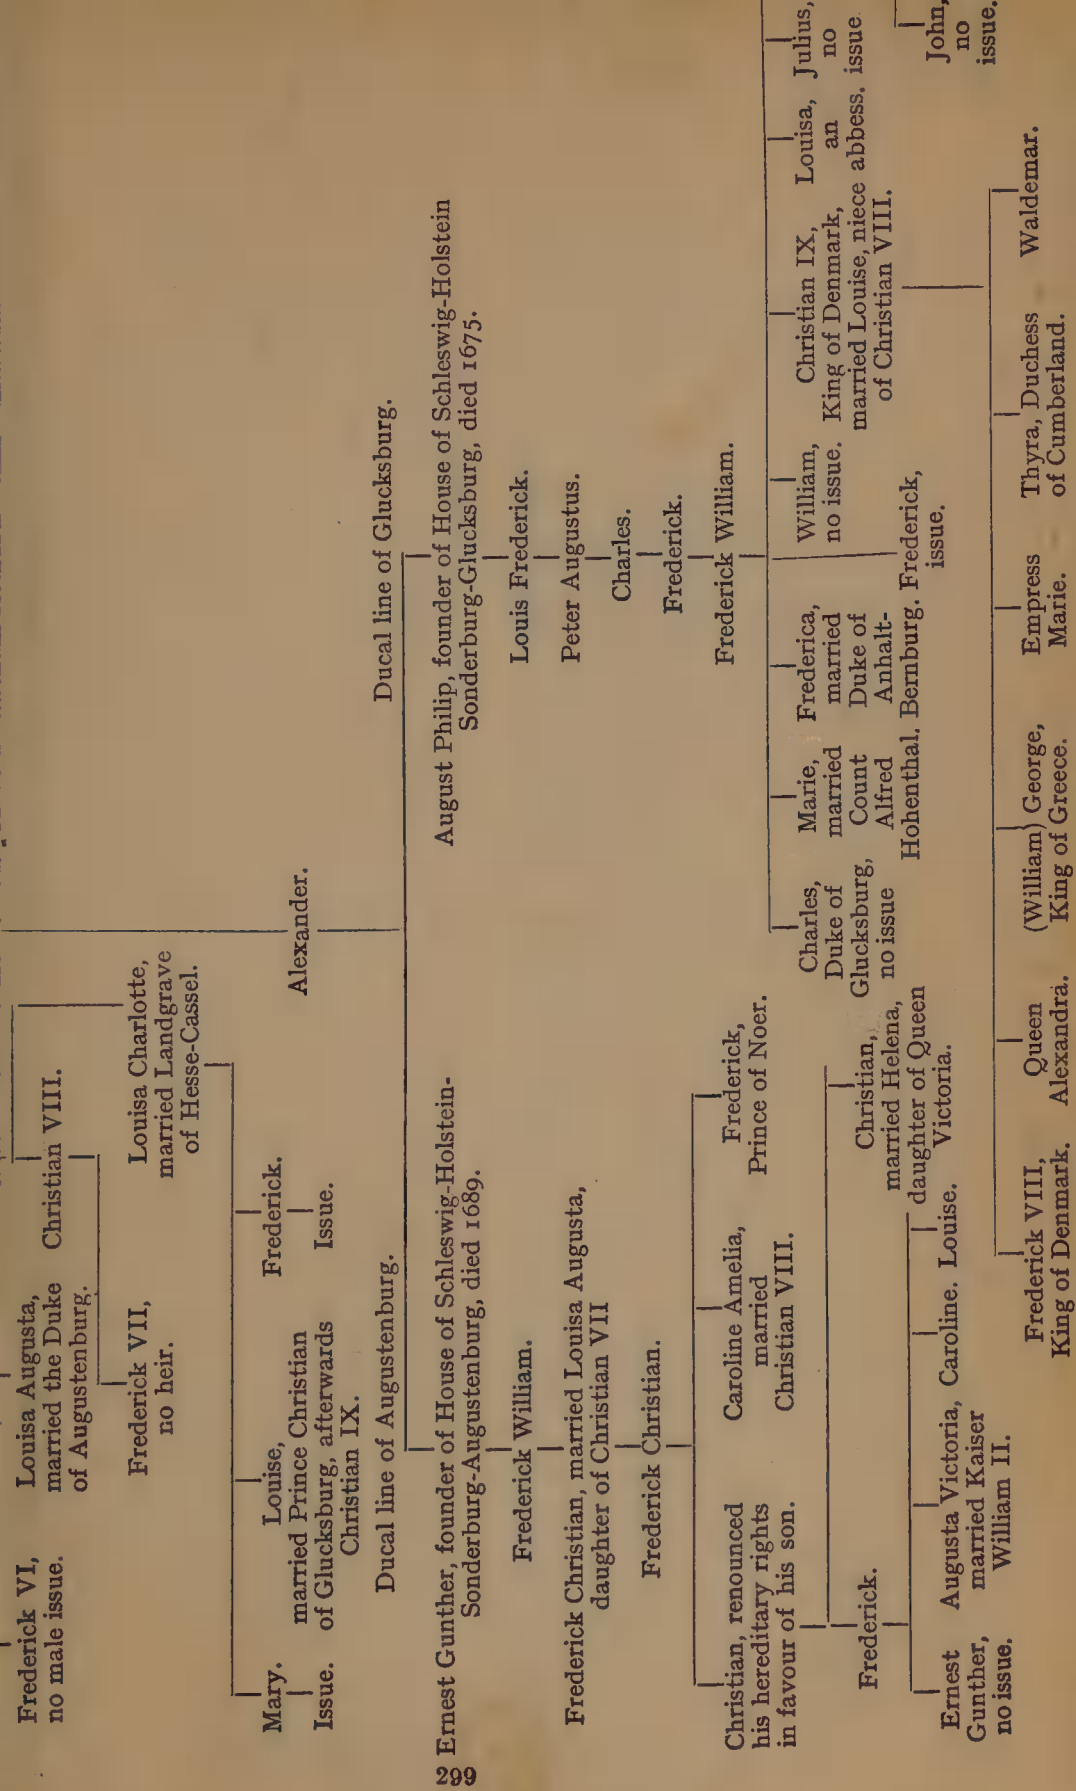 Frederick VI,
no male issue.
Louisa Augusta,
married the Duke
of Augustenburg.
Christian VIII.
Frederick VII,
no heir.
Louisa Charlotte,
married Landgrave
of Hesse-Cassel.
Mary.
Issue.
Louise,
married Prince Christian
of Glucksburg, afterwards
Christian IX.
Frederick.
Issue.
Alexander.
Ducal line of Augustenburg.
Ducal line of Glucksburg.
Ernest Gunther, founder of House of Schleswig-Holstein-
Sonderburg-Augustenburg, died 1689.
Frederick William.
Frederick Christian, married Louisa Augusta,
daughter of Christian VII
Frederick Christian.
Christian, renounced
his hereditary rights
in favour of his son.
Caroline Amelia,
married
Christian VIII.
Frederick,
Prince of Noer.
Frederick.
Christian,
married Helena,
daughter of Queen
Victoria.
Ernest
Gunther,
no issue.
Augusta Victoria,
married Kaiser
William II.
Caroline.
Louise.
August Philip, founder of House of Schleswig-Holstein
Sonderburg-Glucksburg, died 1675.
Louis Frederick.
Peter Augustus.
Charles.
Frederick.
Frederick William.
Charles,
Duke of
Glucksburg,
no issue
Marie,
married
Count
Alfred
Hohenthal.
Frederica,
married
Duke of
Anhalt-
Bernburg.
Frederick,
issue.
William,
no issue.
Christian IX,
King of Denmark,
married Louise, niece
of Christian VIII.
Louisa,
an
abbess.
Julius,
no
issue
John,
no
issue.
Frederick VIII,
King of Denmark.
Queen
Alexandra.
(William) George,
King of Greece.
Empress
Marie.
Thyra, Duchess
of Cumberland.
Waldemar.
299